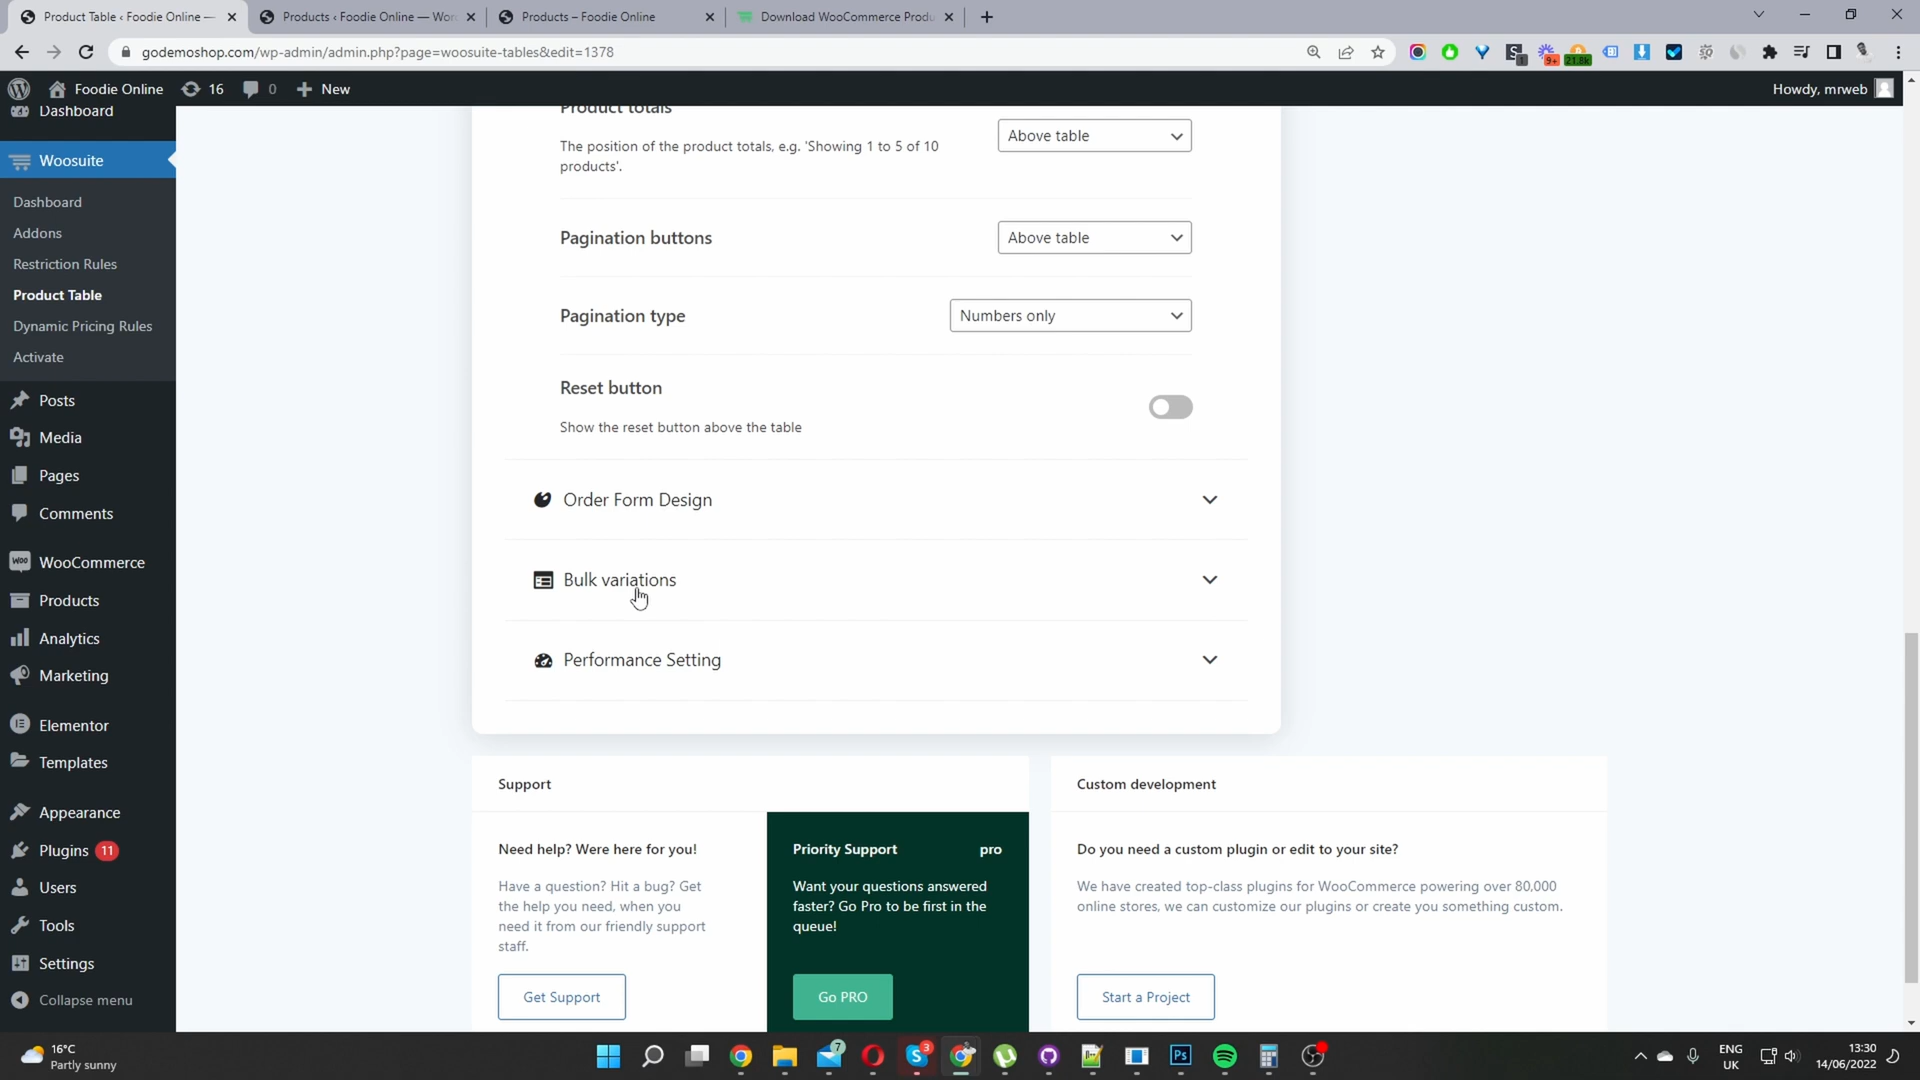 Product Table ‹ Foodie Online —
Products ‹ Foodie Online — Wor
Products – Foodie Online
Download WooCommerce Produ
godemoshop.com/wp-admin/admin.php?page=woosuite-tables&edit=1378
1
9+
21.8k
Foodie Online
16
0
New
Howdy, mrweb
Dashboard
Woosuite
Dashboard
Addons
Restriction Rules
Product Table
Dynamic Pricing Rules
Activate
Posts
Media
Pages
Comments
WooCommerce
Products
Analytics
Marketing
Elementor
Templates
Appearance
Plugins 11
Users
Tools
Settings
Collapse menu
Product totals
The position of the product totals, e.g. 'Showing 1 to 5 of 10
products'.
Above table
Pagination buttons
Above table
Pagination type
Numbers only
Reset button
Show the reset button above the table
Order Form Design
Bulk variations
Performance Setting
Support
Need help? Were here for you!
Have a question? Hit a bug? Get
the help you need, when you
need it from our friendly support
staff.
Get Support
Priority Support
pro
Want your questions answered
faster? Go Pro to be first in the
queue!
Go PRO
Custom development
Do you need a custom plugin or edit to your site?
We have created top-class plugins for WooCommerce powering over 80,000
online stores, we can customize our plugins or create you something custom.
Start a Project
16°C
Partly sunny
7
3
Ps
ENG
UK
13:30
14/06/2022